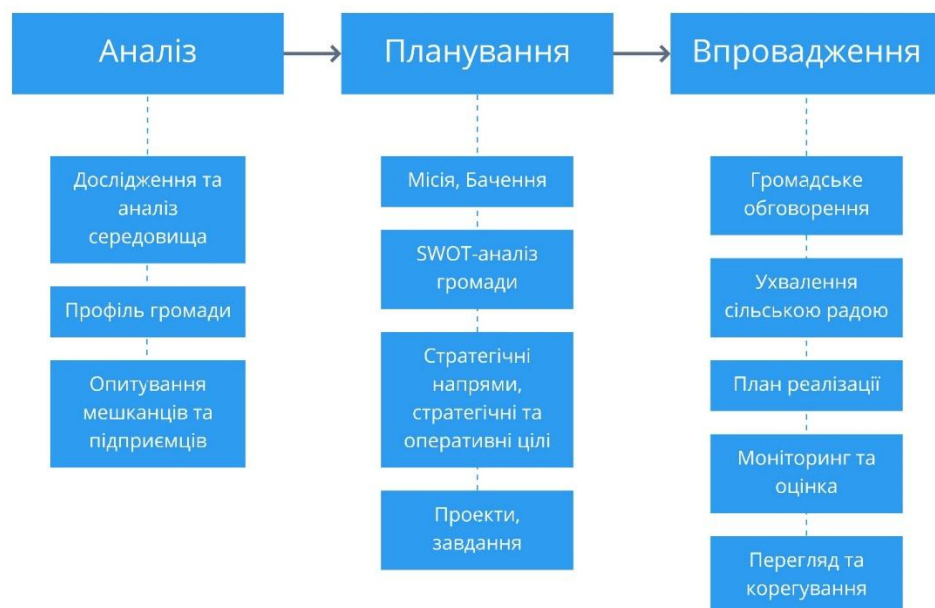 Аналіз
Планування
Впровадження
Дослідження та
аналіз
середовища
Профіль громади
Опитування
мешканців та
підприємців
Місія, Бачення
SWOT-аналіз
громади
Стратегічні
напрями,
стратегічні та
оперативні цілі
Проекти,
завдання
Громадське
обговорення
Ухвалення
сільською радою
План реалізації
Моніторинг та
оцінка
Перегляд та
корегування